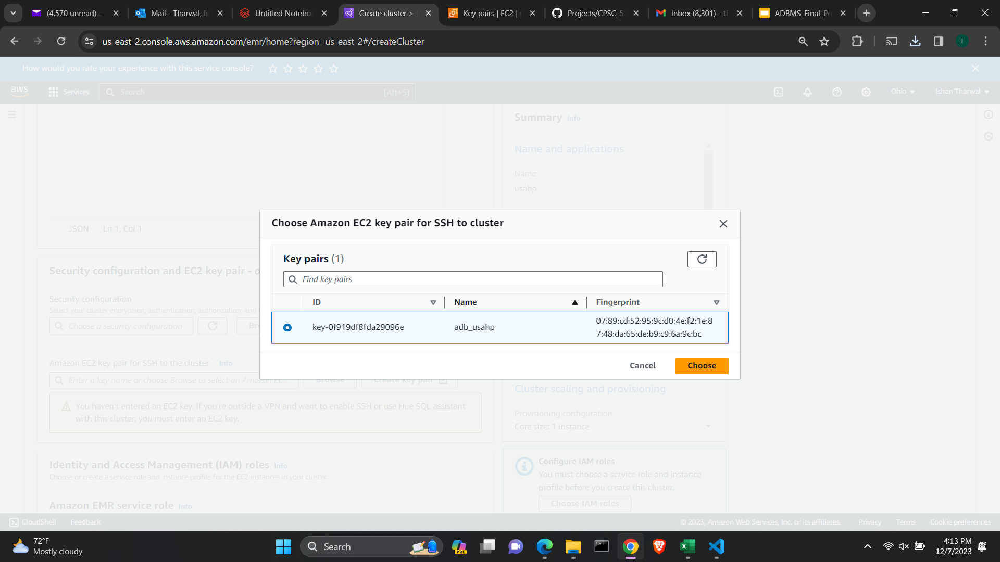 (4,570 unread) -
Mail - Tharwal, Is
Untitled Notebo
Create cluster >
Key pairs | EC2 |
Projects/CPSC_5
Inbox (8,301) - t
ADBMS_Final_Pr
us-east-2.console.aws.amazon.com/emr/home?region=us-east-2#/createCluster
I
How would you rate your experience with this service console?
aws
Services
Search
[Alt+S]
Ohio
Ishan Tharwal
Summary Info
Name and applications
Name
usahp
JSON Ln 1, Col 1
Choose Amazon EC2 key pair for SSH to cluster
Key pairs (1)
Find key pairs
ID Name Fingerprint
key-0f919df8fda29096e adb_usahp 07:89:cd:52:95:9c:d0:4e:f2:1e:8
7:48:da:65:de:b9:c9:6a:9c:bc
Cancel Choose
Security configuration and EC2 key pair -
Security configuration
Select your cluster encryption, authentication, authorization, and
Choose a security configuration
Br
Amazon EC2 key pair for SSH to the cluster Info
Enter a key name or choose Browse to select an Amazon EC...
Browse
Create key pair
You haven't entered an EC2 key. If you're outside a VPN and want to enable SSH or use Hue SQL assistant
with this cluster, you must enter an EC2 key.
Cluster scaling and provisioning
Provisioning configuration
Core size: 1 instance
Identity and Access Management (IAM) roles Info
Choose or create a service role and instance profile for the EC2 instances in your cluster.
Amazon EMR service role Info
Configure IAM roles
You must choose a service role and instance
profile before you create this cluster.
Choose IAM roles
CloudShell Feedback
© 2023, Amazon Web Services, Inc. or its affiliates. Privacy Terms Cookie preferences
72°F
Mostly cloudy
Search
PRE
4:13 PM
12/7/2023